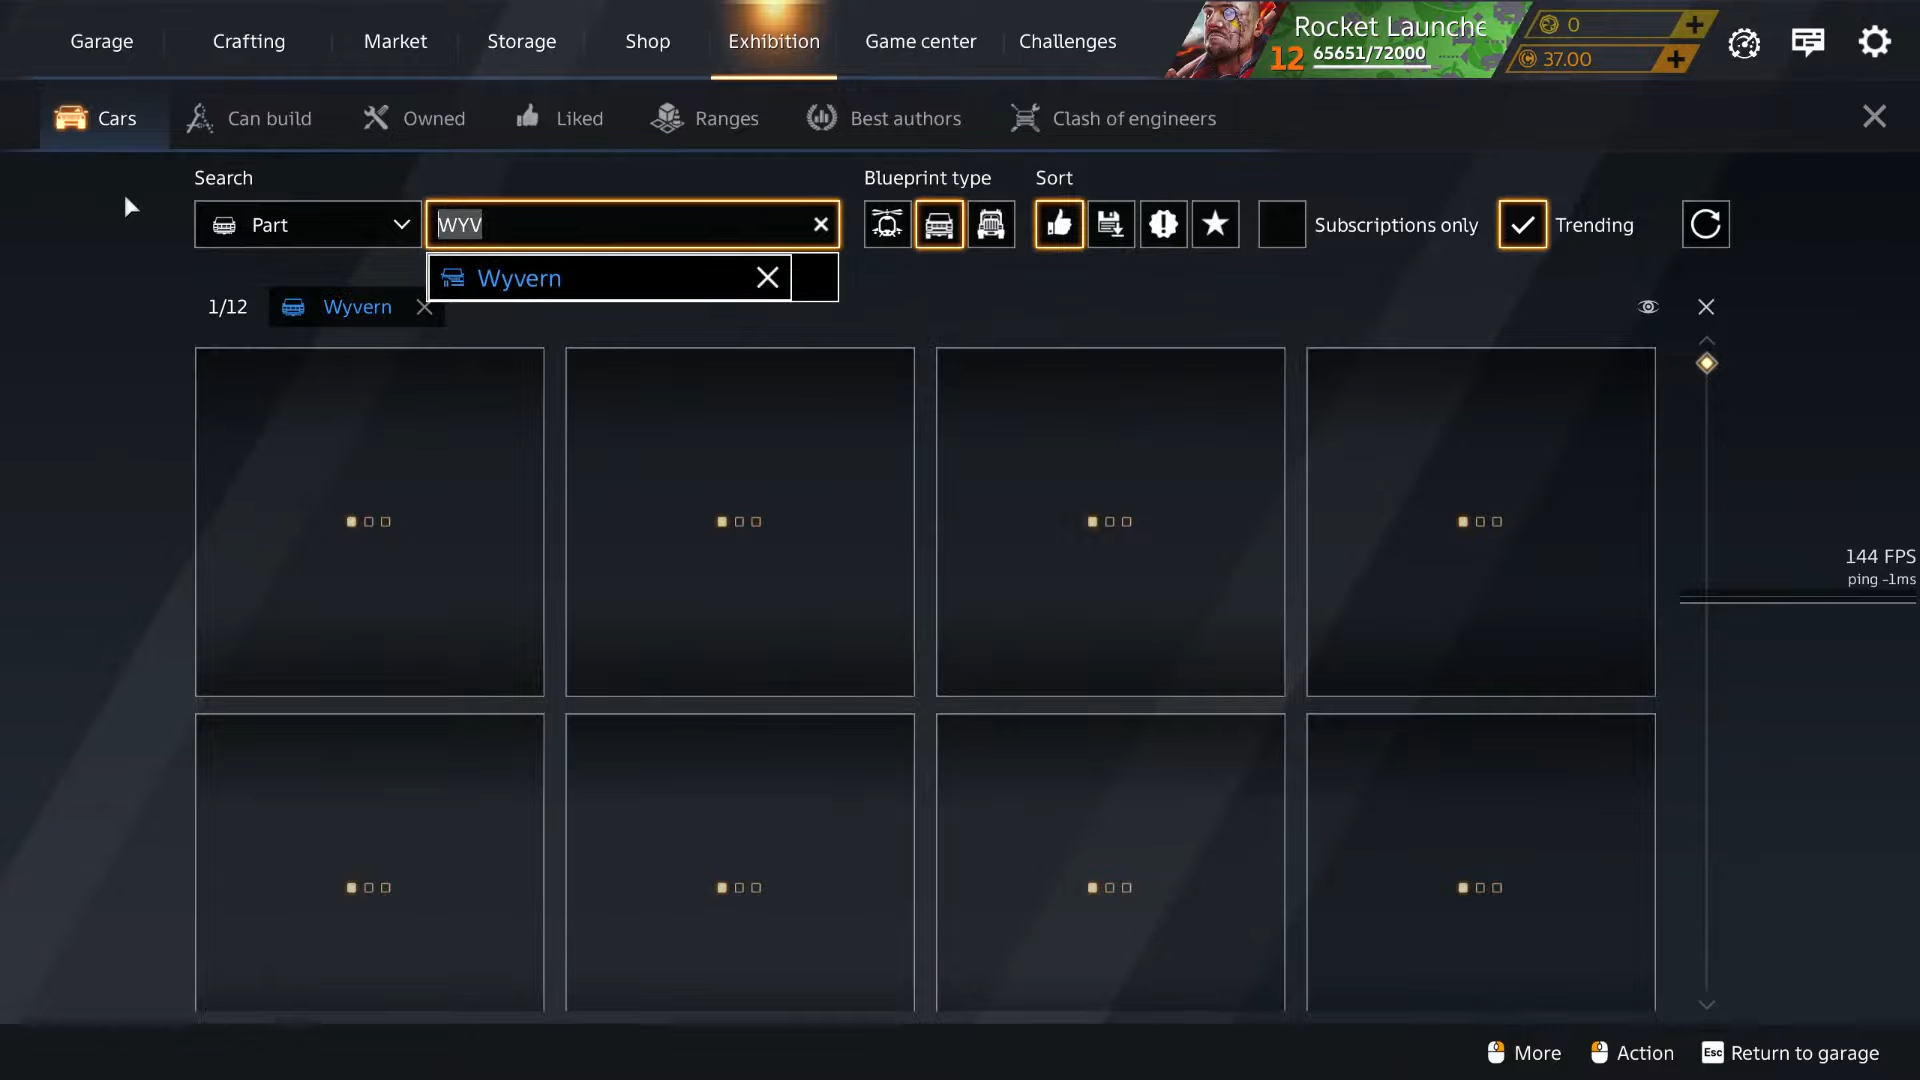 Garage Crafting Market Storage Shop Exhibition Game center Challenges
Rocket Launche
12 65651/72000
0
37.00
Cars Can build Owned Liked Ranges Best authors Clash of engineers
Search Blueprint type Sort
Part WYV Subscriptions only Trending
Wyvern
1/12 Wyvern
144 FPS
ping -1ms
More Action Esc Return to garage